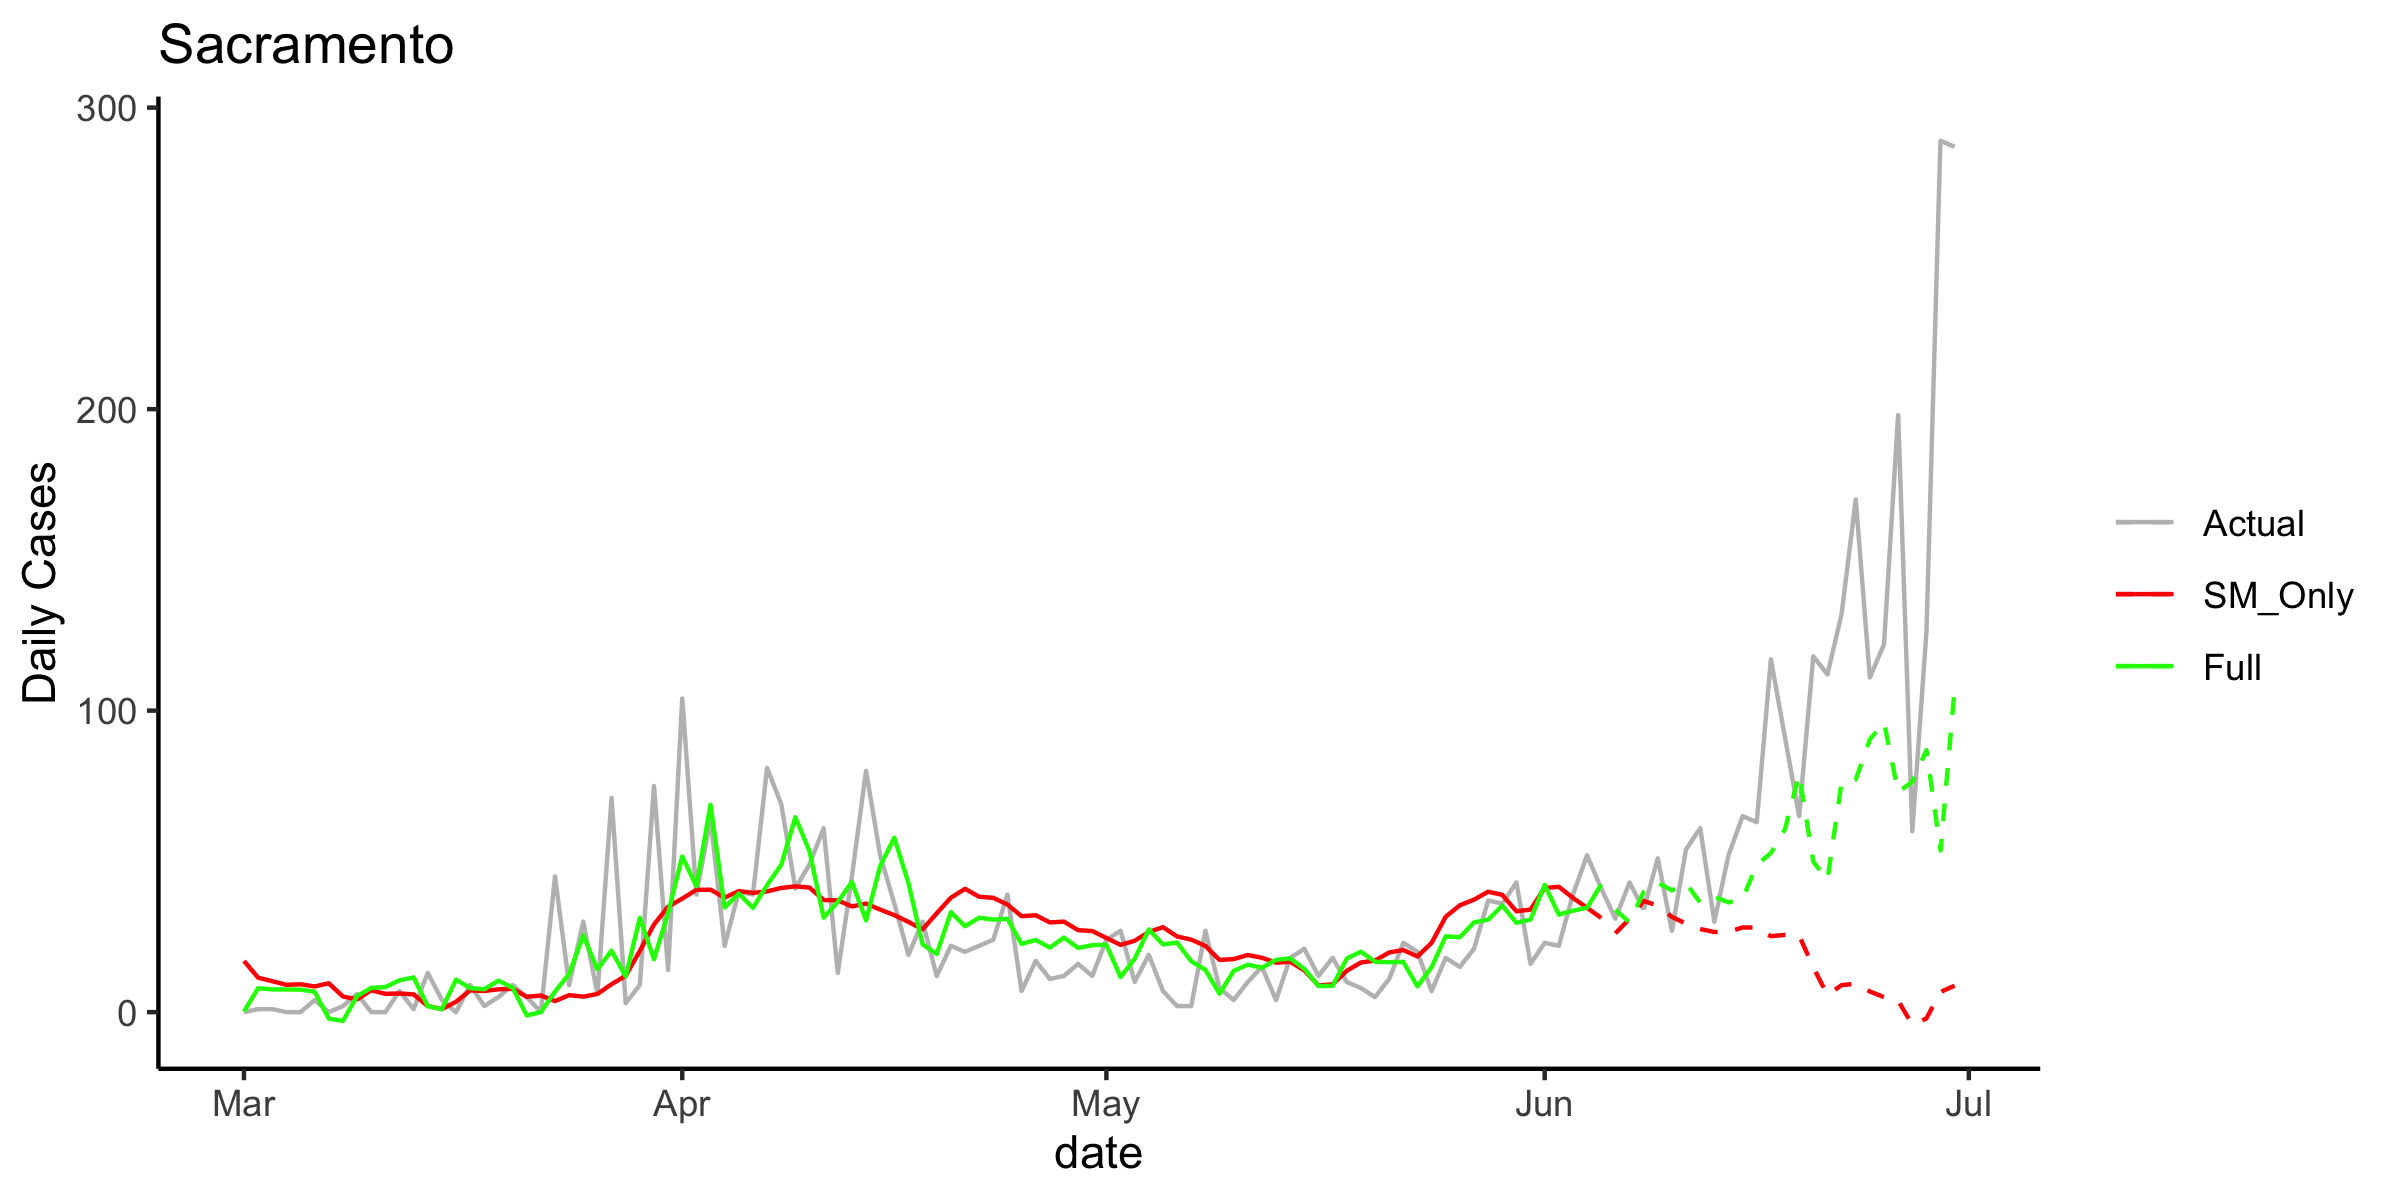 Sacramento
300
200
100
0
Daily Cases
Mar
Apr
May
Jun
Jul
date
Actual
SM_Only
Full